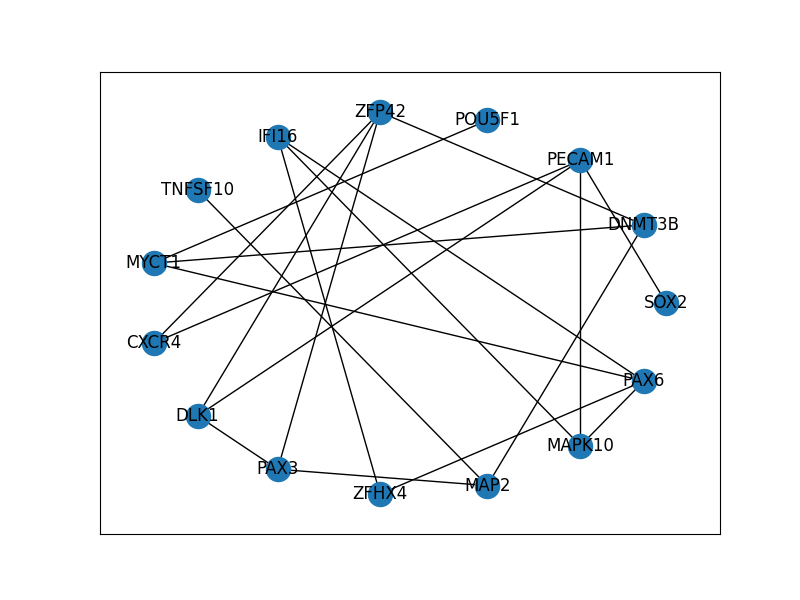 ZFP42
POU5F1
IFI16
PECAM1
TNFSF10
DNMT3B
MYCT1
SOX2
CXCR4
PAX6
DLK1
MAPK10
PAX3
MAP2
ZFHX4